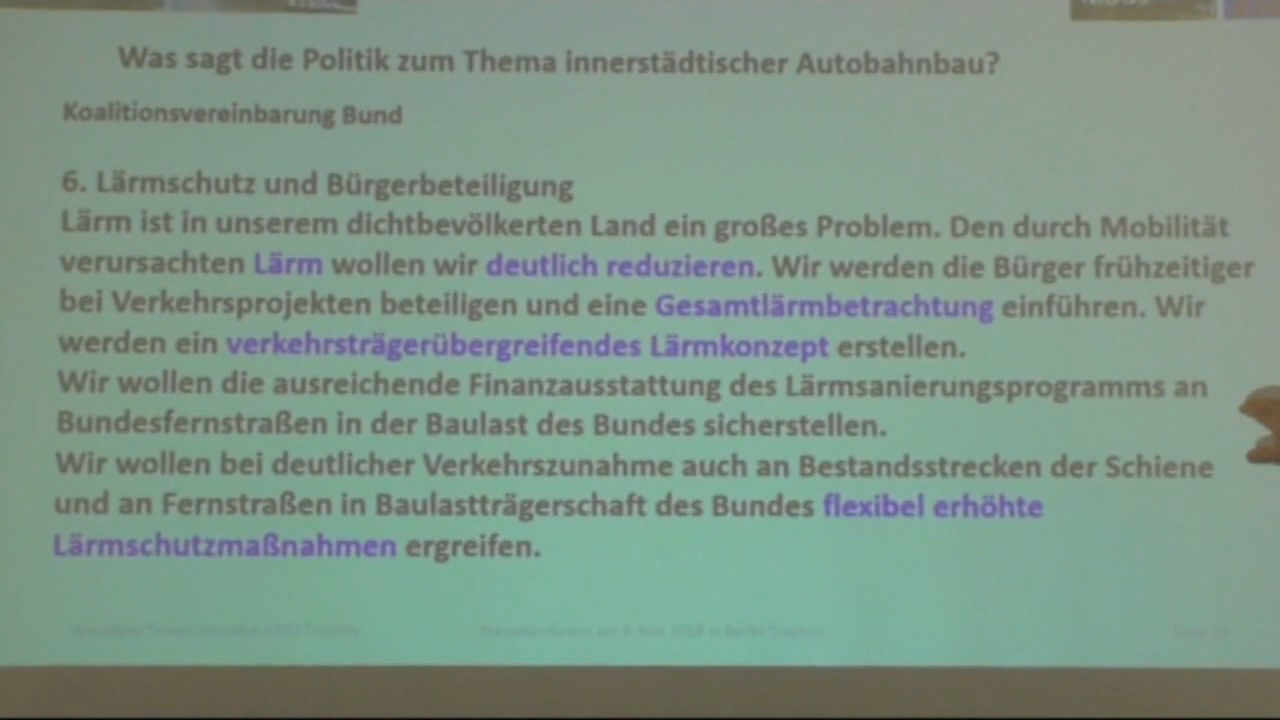 Was sagt die Politik zum Thema innerstädtischer Autobahnbau?
Koalitionsvereinbarung Bund
6. Lärmschutz und Bürgerbeteiligung
Lärm ist in unserem dichtbevölkerten Land ein großes Problem. Den durch Mobilität
verursachten Lärm wollen wir deutlich reduzieren. Wir werden die Bürger frühzeitiger
bei Verkehrsprojekten beteiligen und eine Gesamtlärmbetrachtung einführen. Wir
werden ein verkehrsträgerübergreifendes Lärmkonzept erstellen.
Wir wollen die ausreichende Finanzausstattung des Lärmsanierungsprogramms an
Bundesfernstraßen in der Baulast des Bundes sicherstellen.
Wir wollen bei deutlicher Verkehrszunahme auch an Bestandsstrecken der Schiene
und an Fernstraßen in Baulastträgerschaft des Bundes flexibel erhöhte
Lärmschutzmaßnahmen ergreifen.